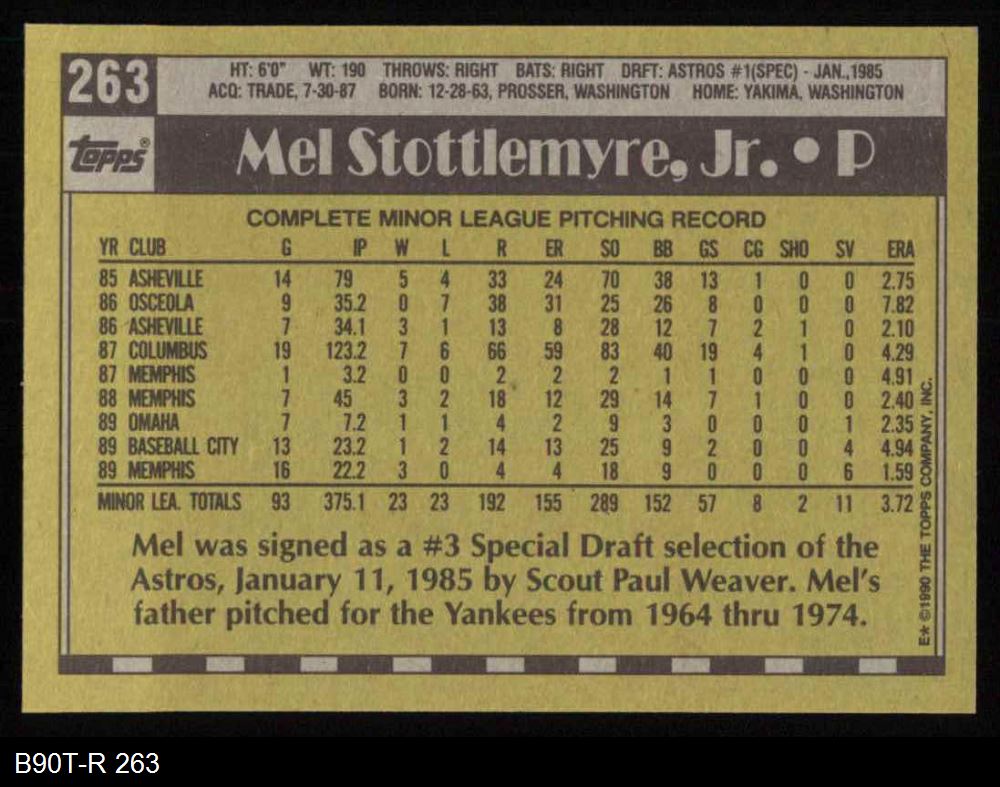 263
HT: 6'0" WT: 190 THROWS: RIGHT BATS: RIGHT DRFT: ASTROS #1(SPEC) - JAN.,1985
ACQ: TRADE, 7-30-87 BORN: 12-28-63, PROSSER, WASHINGTON HOME: YAKIMA, WASHINGTON
topps®
Mel Stottlemyre, Jr. • P
COMPLETE MINOR LEAGUE PITCHING RECORD
YR CLUB G IP W L R ER SO BB GS CG SHO SV ERA
85 ASHEVILLE 14 79 5 4 33 24 70 38 13 1 0 0 2.75
86 OSCEOLA 9 35.2 0 7 38 31 25 26 8 0 0 0 7.82
86 ASHEVILLE 7 34.1 3 1 13 8 28 12 7 2 1 0 2.10
87 COLUMBUS 19 123.2 7 6 66 59 83 40 19 4 1 0 4.29
87 MEMPHIS 1 3.2 0 0 2 2 2 1 1 0 0 0 4.91
88 MEMPHIS 7 45 3 2 18 12 29 14 7 1 0 0 2.40
89 OMAHA 7 7.2 1 1 4 2 9 3 0 0 0 1 2.35
89 BASEBALL CITY 13 23.2 1 2 14 13 25 9 2 0 0 4 4.94
89 MEMPHIS 16 22.2 3 0 4 4 18 9 0 0 0 6 1.59
MINOR LEA. TOTALS 93 375.1 23 23 192 155 289 152 57 8 2 11 3.72
Mel was signed as a #3 Special Draft selection of the
Astros, January 11, 1985 by Scout Paul Weaver. Mel's
father pitched for the Yankees from 1964 thru 1974.
E* ©1990 THE TOPPS COMPANY, INC.
B90T-R 263